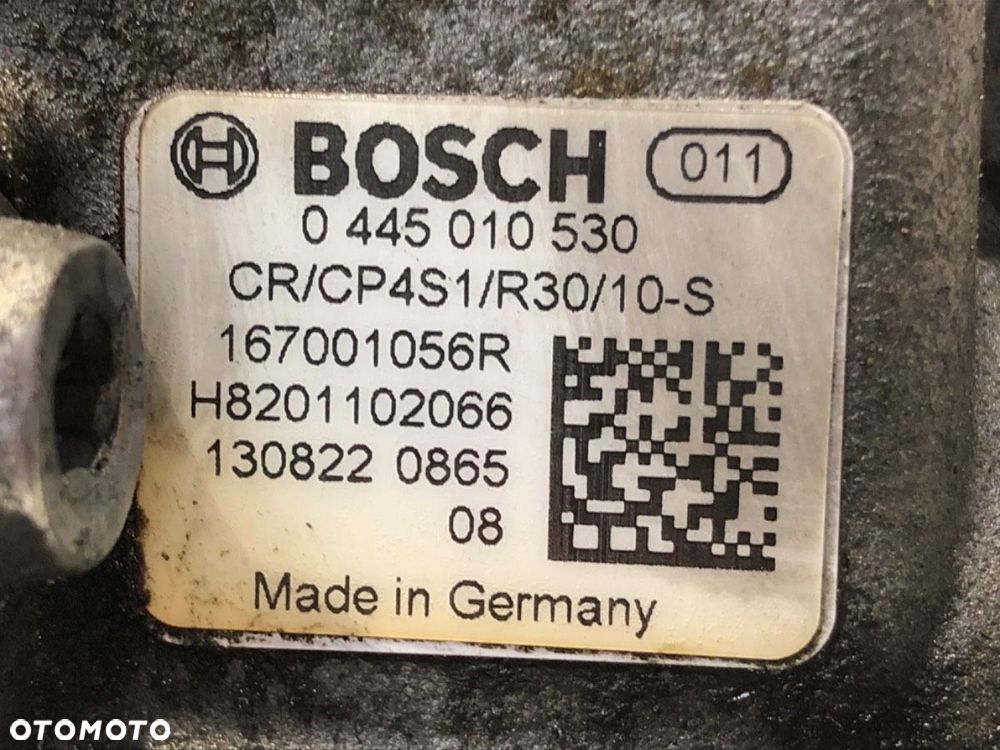 BOSCH 011
0 445 010 530
CR/CP4S1/R30/10-S
167001056R
H8201102066
130822 0865
08
Made in Germany
OTOMOTO